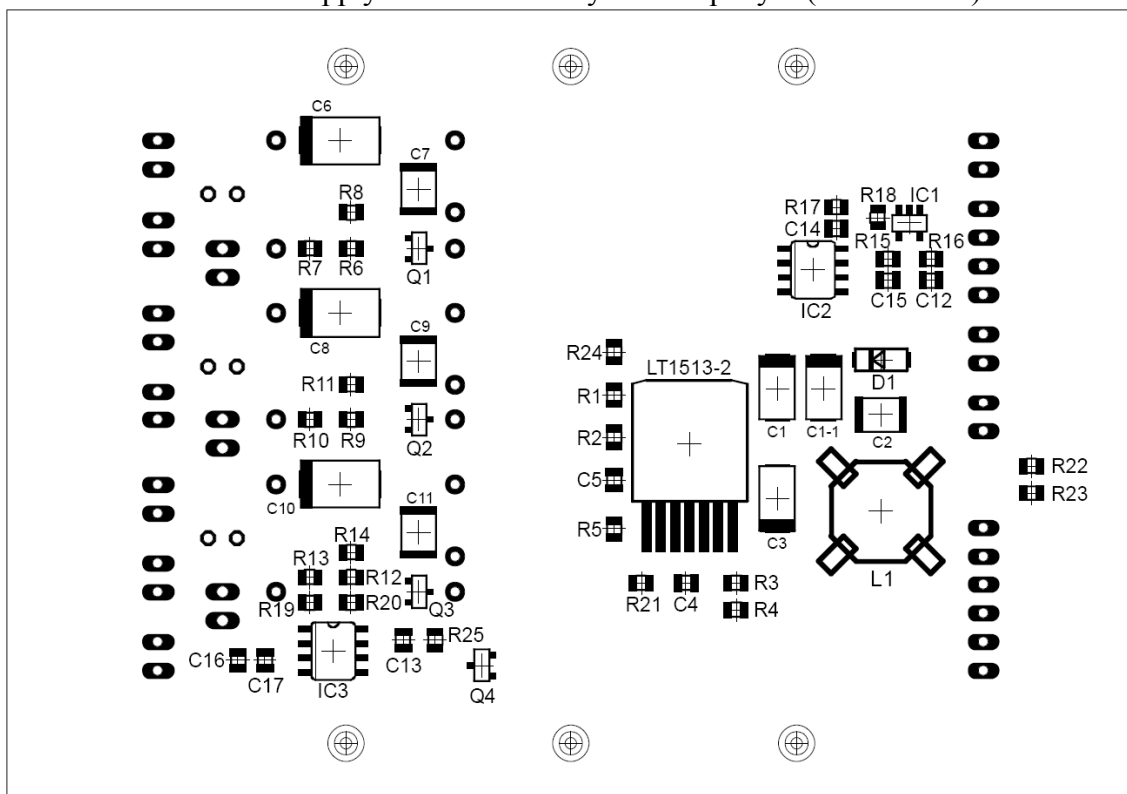 C6
C7
R8
R17 R18 IC1
C14
R7 R6 Q1
R15 R16
C15 C12
IC2
C8 C9
R24 LT1513-2
R11 D1
R1
R10 R9 Q2
R2 C1 C1-1 C2
R22
C5 R23
C10 C11
R5 C3
R14
R13 R12
L1
R19 R20 Q3
R21 C4 R3
R4
C16 C17 IC3 C13 R25
Q4